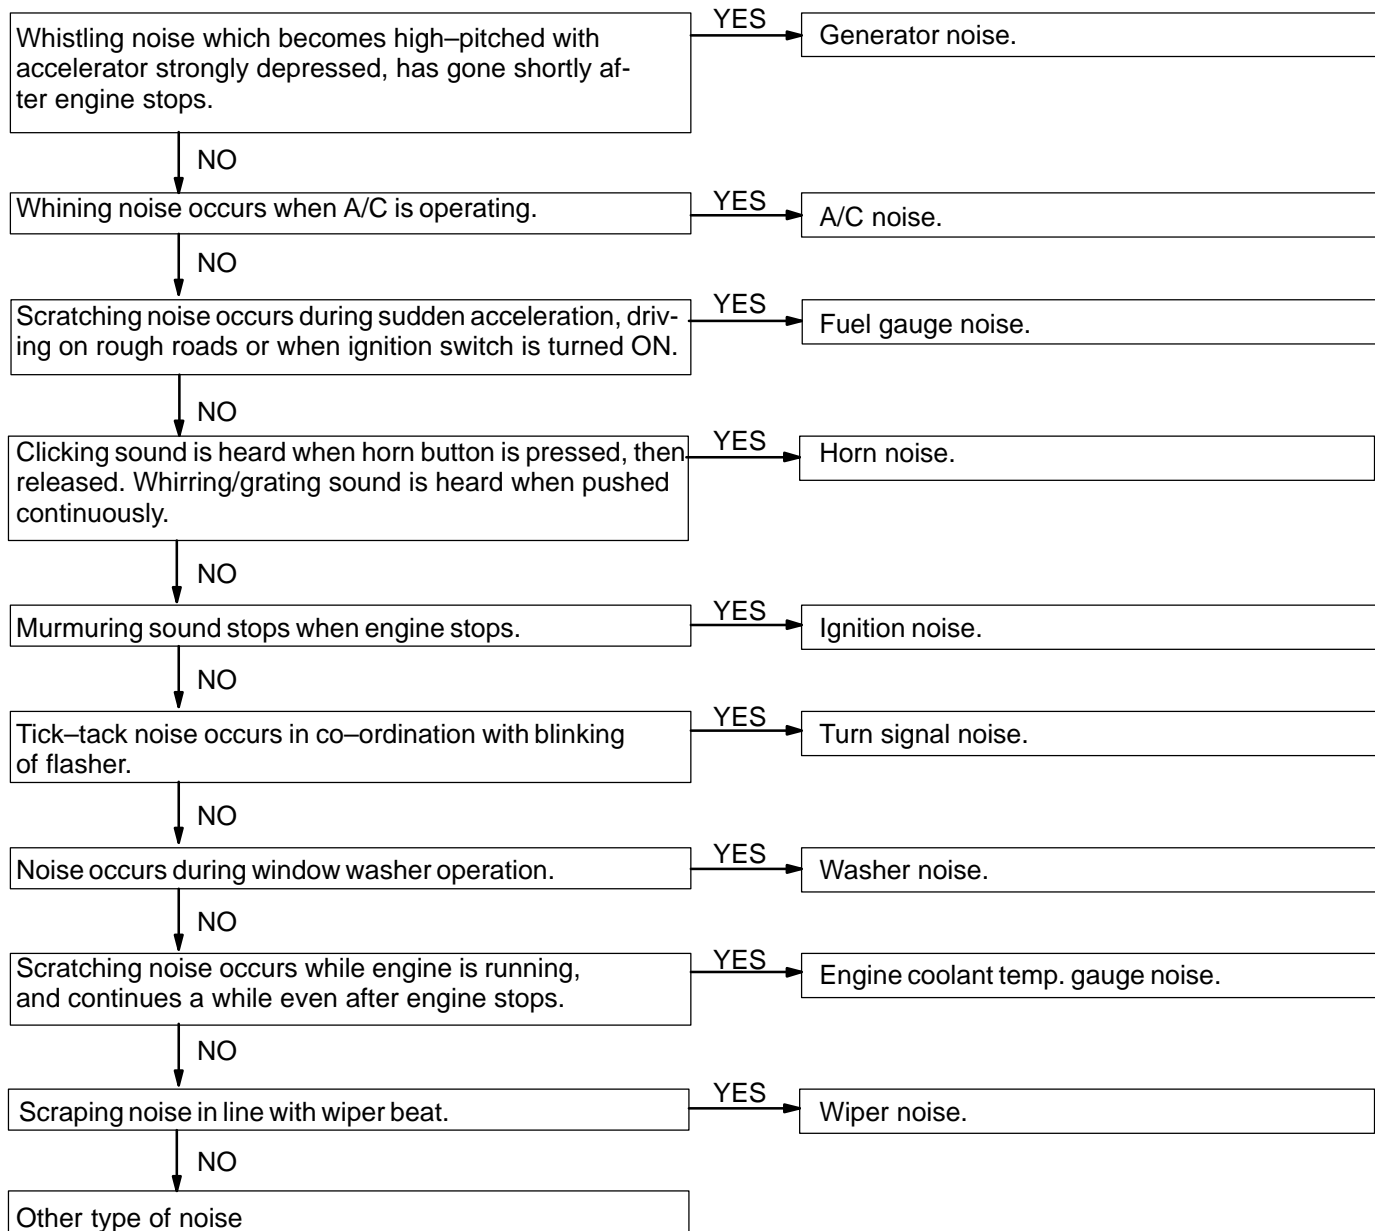 YES
Whistling noise which becomes high–pitched with
accelerator strongly depressed, has gone shortly af-
ter engine stops.
Generator noise.
NO
YES
Whining noise occurs when A/C is operating.
A/C noise.
NO
YES
Scratching noise occurs during sudden acceleration, driv-
ing on rough roads or when ignition switch is turned ON.
Fuel gauge noise.
NO
YES
Clicking sound is heard when horn button is pressed, then
released. Whirring/grating sound is heard when pushed
continuously.
Horn noise.
NO
YES
Murmuring sound stops when engine stops.
Ignition noise.
NO
YES
Tick–tack noise occurs in co–ordination with blinking
of flasher.
Turn signal noise.
NO
YES
Noise occurs during window washer operation.
Washer noise.
NO
YES
Scratching noise occurs while engine is running,
and continues a while even after engine stops.
Engine coolant temp. gauge noise.
NO
YES
Scraping noise in line with wiper beat.
Wiper noise.
NO
Other type of noise